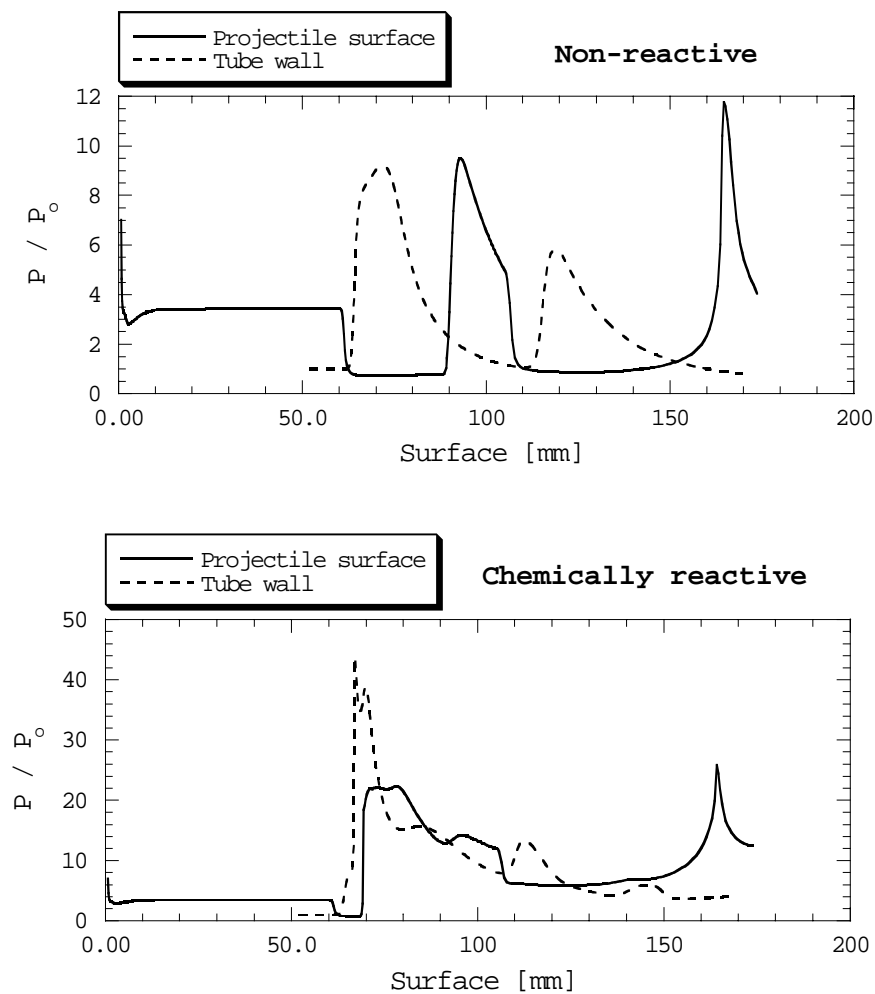 Projectile surface
Tube wall
Non-reactive
12
10
8
6
4
2
0
P / Po
0.00 50.0 100 150 200
Surface [mm]
Projectile surface
Tube wall
Chemically reactive
50
40
30
20
10
0
P / Po
0.00 50.0 100 150 200
Surface [mm]